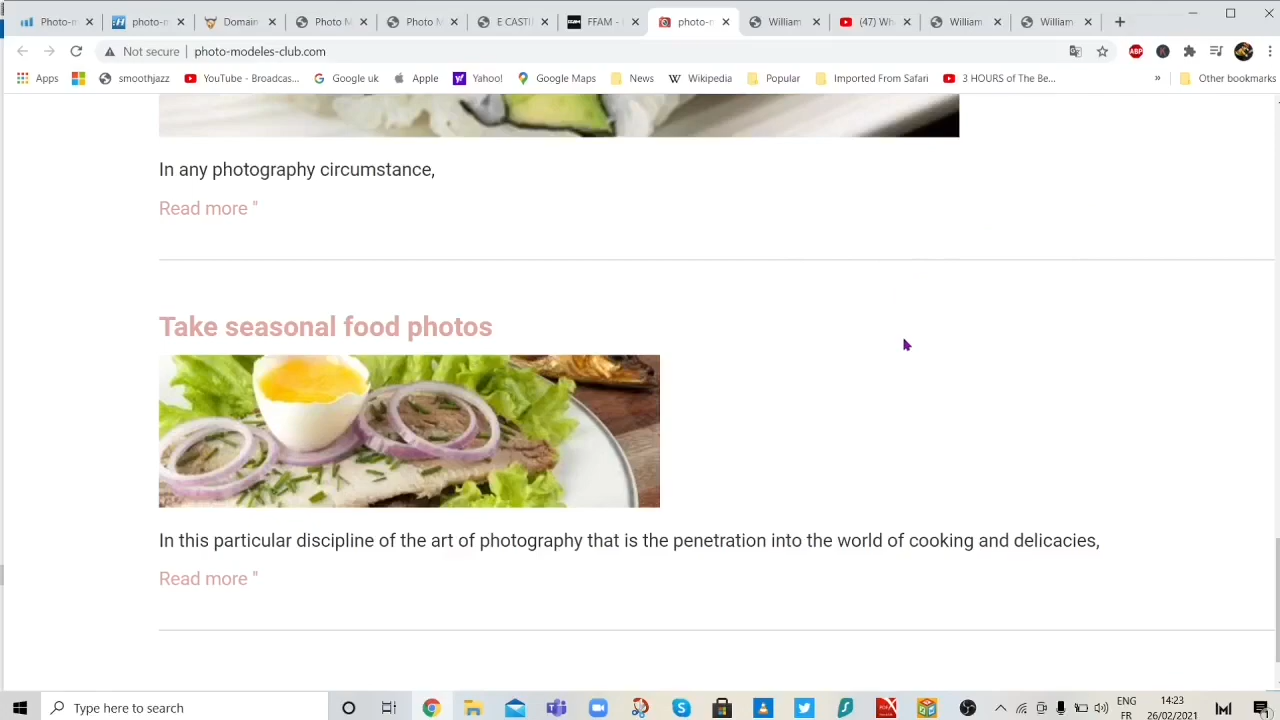 Photo-m
photo-m
Domain
Photo M
Photo M
E CASTI
FFAM -
photo-m
William
(47) Wh
William
William
Not secure
photo-modeles-club.com
ABP
Apps
smoothjazz
YouTube - Broadcas...
Google uk
Apple
Yahoo!
Google Maps
News
Wikipedia
Popular
Imported From Safari
3 HOURS of The Be...
»
Other bookmarks
In any photography circumstance,
Read more "
Take seasonal food photos
In this particular discipline of the art of photography that is the penetration into the world of cooking and delicacies,
Read more "
Type here to search
ENG
FR
14:23
26/02/2021